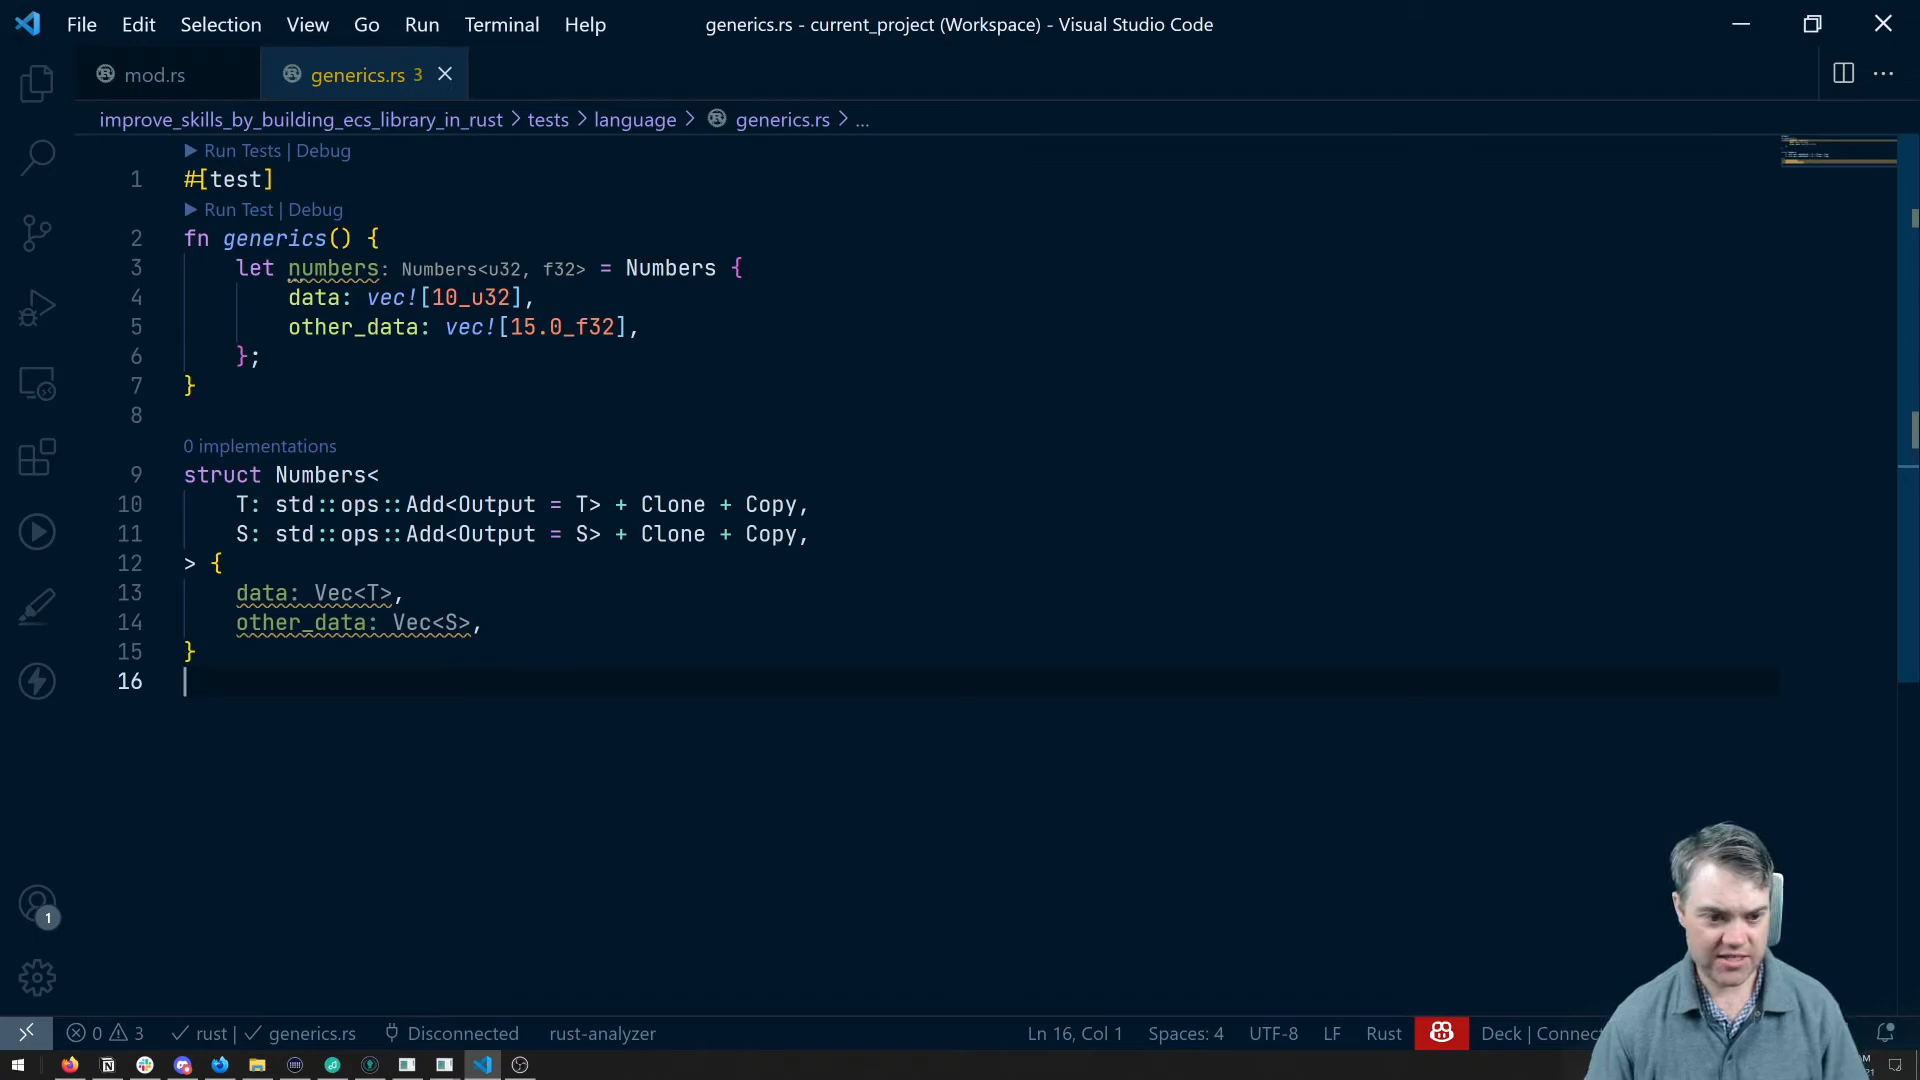 File Edit Selection View Go Run Terminal Help generics.rs - current_project (Workspace) - Visual Studio Code
mod.rs generics.rs 3
improve_skills_by_building_ecs_library_in_rust > tests > language > generics.rs > ...
Run Tests | Debug
1 #[test]
Run Test | Debug
2 fn generics() {
3 let numbers: Numbers<u32, f32> = Numbers {
4 data: vec![10_u32],
5 other_data: vec![15.0_f32],
6 };
7 }
8
0 implementations
9 struct Numbers<
10 T: std::ops::Add<Output = T> + Clone + Copy,
11 S: std::ops::Add<Output = S> + Clone + Copy,
12 > {
13 data: Vec<T>,
14 other_data: Vec<S>,
15 }
16
1
0 3 rust | generics.rs Disconnected rust-analyzer Ln 16, Col 1 Spaces: 4 UTF-8 LF Rust Deck |